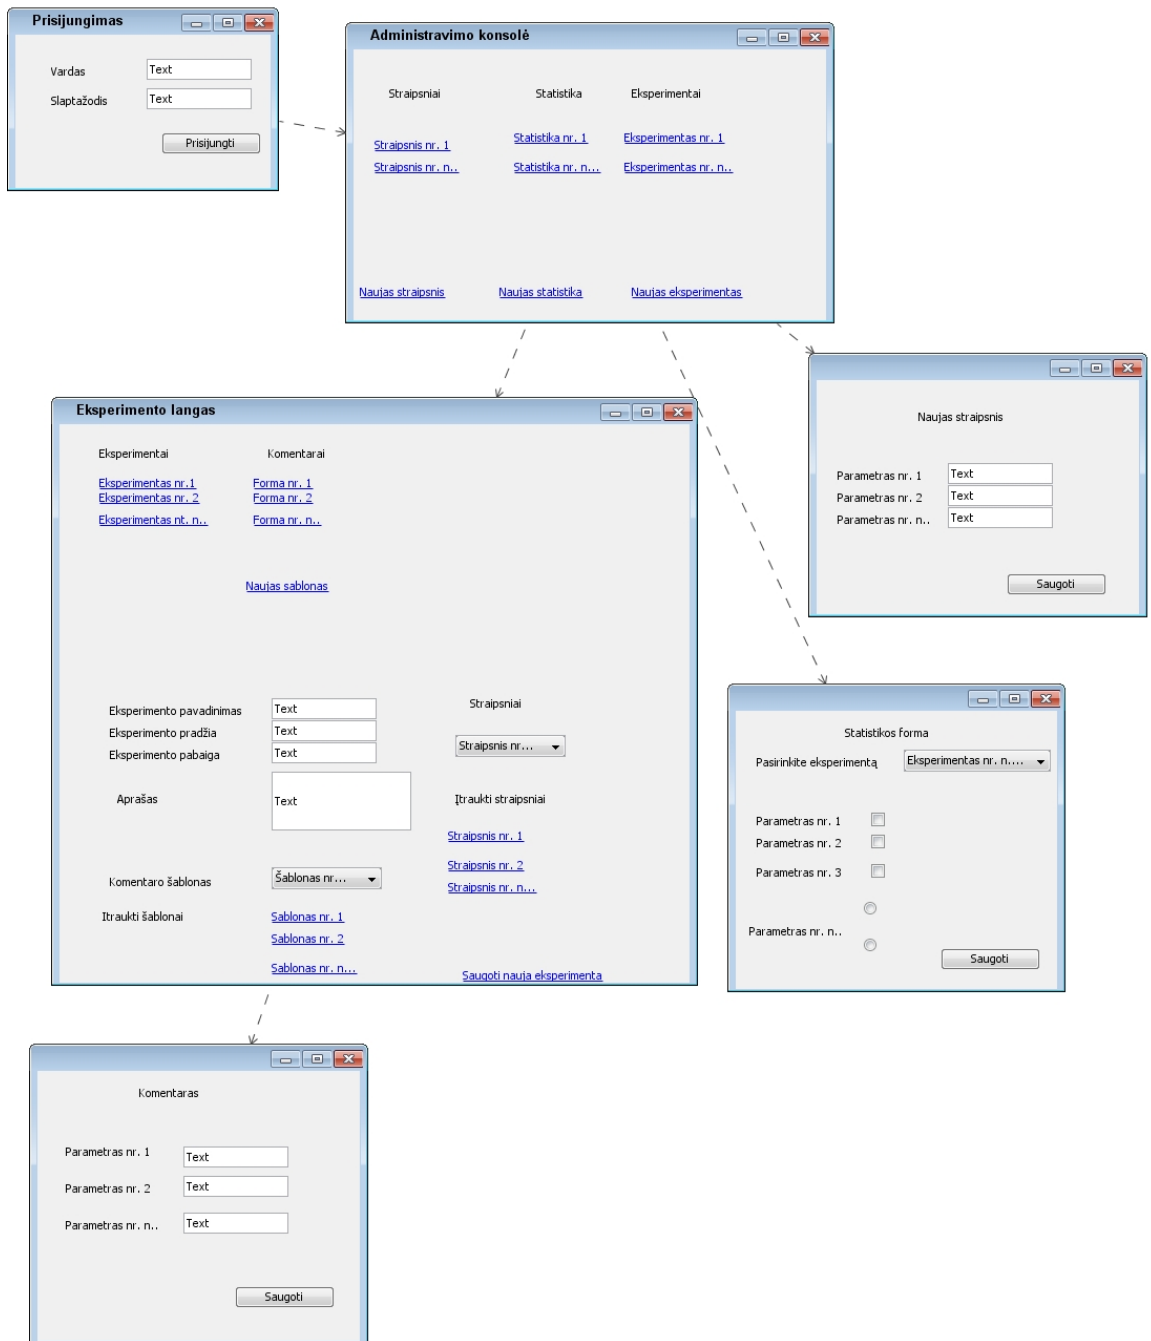 Prisijungimas
Vardas Text
Slaptažodis Text
Prisijungti
Administravimo konsolė
Straipsniai Statistika Eksperimentai
Straipsnis nr. 1 Statistika nr. 1 Eksperimentas nr. 1
Straipsnis nr. n.. Statistika nr. n... Eksperimentas nr. n..
Naujas straipsnis Naujas statistika Naujas eksperimentas
Naujas straipsnis
Parametras nr. 1 Text
Parametras nr. 2 Text
Parametras nr. n.. Text
Saugoti
Eksperimento langas
Eksperimentai Komentarai
Eksperimentas nr.1 Forma nr. 1
Eksperimentas nr. 2 Forma nr. 2
Eksperimentas nt. n.. Forma nr. n..
Naujas sablonas
Eksperimento pavadinimas Text
Eksperimento pradžia Text
Eksperimento pabaiga Text
Aprašas Text
Komentaro šablonas Šablonas nr...
Itraukti šablonai Sablonas nr. 1
Sablonas nr. 2
Sablonas nr. n...
Straipsniai
Straipsnis nr...
Įtraukti straipsniai
Straipsnis nr. 1
Straipsnis nr. 2
Straipsnis nr. n...
Saugoti nauja eksperimenta
Statistikos forma
Pasirinkite eksperimentą Eksperimentas nr. n....
Parametras nr. 1
Parametras nr. 2
Parametras nr. 3
Parametras nr. n..
Saugoti
Komentaras
Parametras nr. 1 Text
Parametras nr. 2 Text
Parametras nr. n.. Text
Saugoti